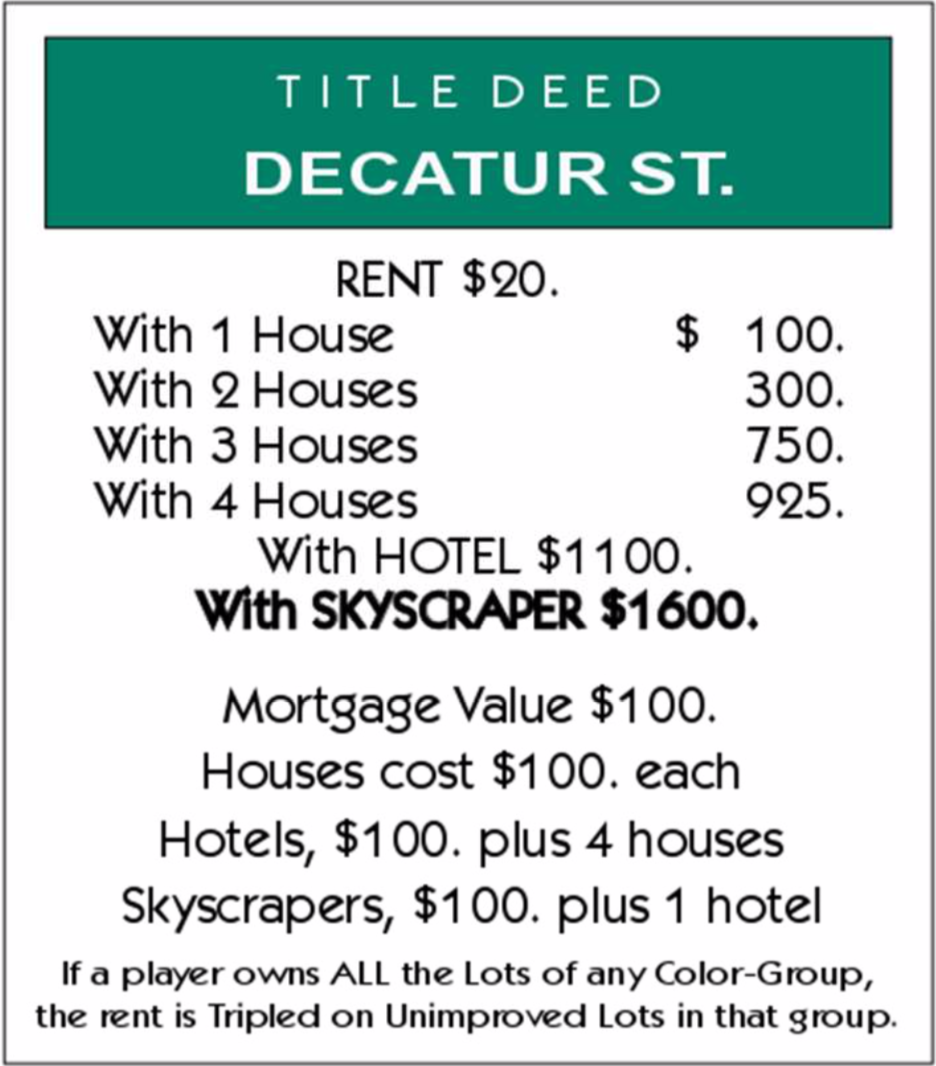 TITLE DEED
DECATUR ST.
RENT $20.
With 1 House $ 100.
With 2 Houses 300.
With 3 Houses 750.
With 4 Houses 925.
With HOTEL $1100.
With SKYSCRAPER $1600.
Mortgage Value $100.
Houses cost $100. each
Hotels, $100. plus 4 houses
Skyscrapers, $100. plus 1 hotel
If a player owns ALL the Lots of any Color-Group,
the rent is Tripled on Unimproved Lots in that group.